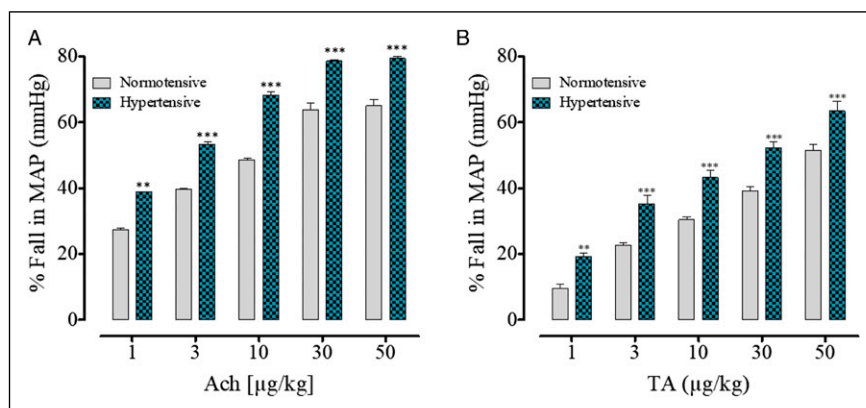 A
80
60
40
20
0
% Fall in MAP (mmHg)
Normotensive
Hypertensive
**
***
***
***
***
1 3 10 30 50
Ach [µg/kg]
B
80
60
40
20
0
% Fall in MAP (mmHg)
Normotensive
Hypertensive
**
***
***
***
***
1 3 10 30 50
TA (µg/kg)